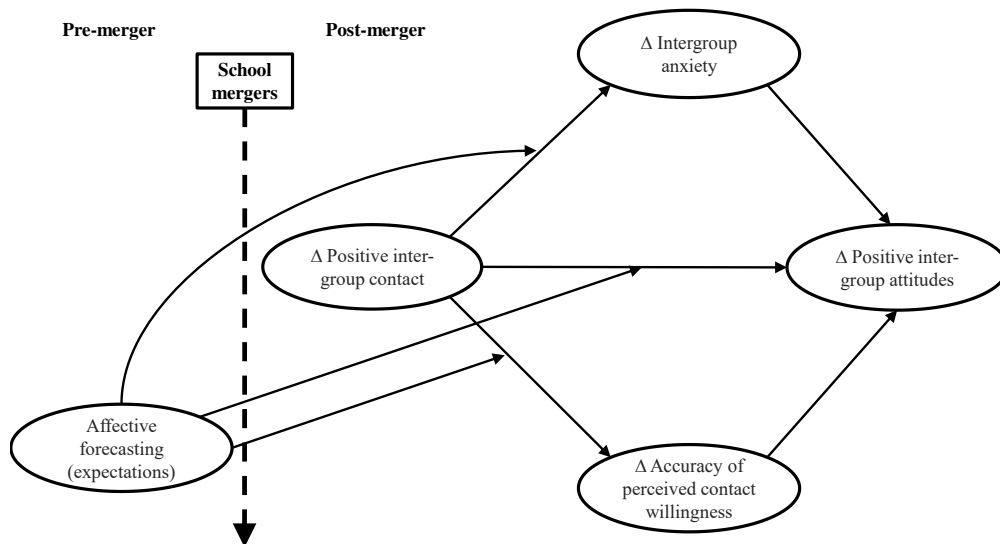 Pre-merger
Post-merger
School
mergers
Δ Intergroup
anxiety
Δ Positive inter-
group contact
Δ Positive inter-
group attitudes
Affective
forecasting
(expectations)
Δ Accuracy of
perceived contact
willingness